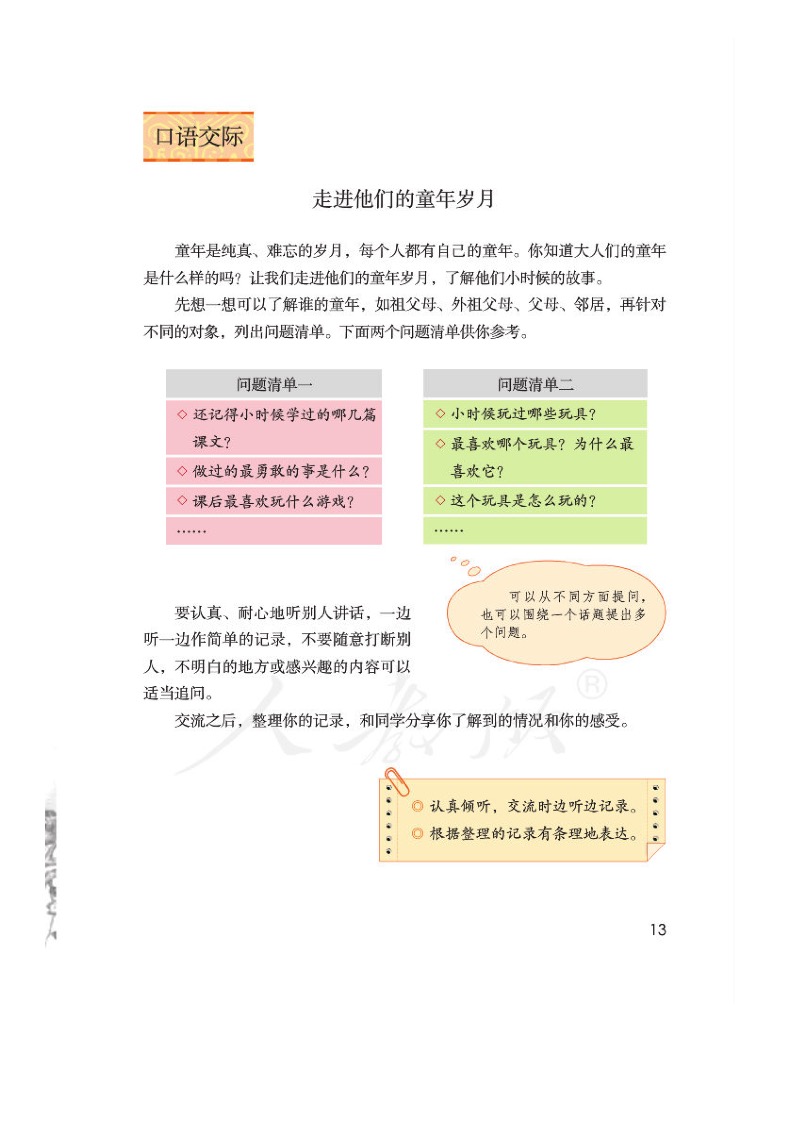 口语交际
走进他们的童年岁月
童年是纯真、难忘的岁月，每个人都有自己的童年。你知道大人们的童年
是什么样的吗？让我们走进他们的童年岁月，了解他们小时候的故事。
先想一想可以了解谁的童年，如祖父母、外祖父母、父母、邻居，再针对
不同的对象，列出问题清单。下面两个问题清单供你参考。
问题清单一
◇ 还记得小时候学过的哪几篇
课文？
◇ 做过的最勇敢的事是什么？
◇ 课后最喜欢玩什么游戏？
……
问题清单二
◇ 小时候玩过哪些玩具？
◇ 最喜欢哪个玩具？为什么最
喜欢它？
◇ 这个玩具是怎么玩的？
……
可以从不同方面提问，
也可以围绕一个话题提出多
个问题。
要认真、耐心地听别人讲话，一边
听一边作简单的记录，不要随意打断别
人，不明白的地方或感兴趣的内容可以
适当追问。
交流之后，整理你的记录，和同学分享你了解到的情况和你的感受。
人教版®
◎ 认真倾听，交流时边听边记录。
◎ 根据整理的记录有条理地表达。
13